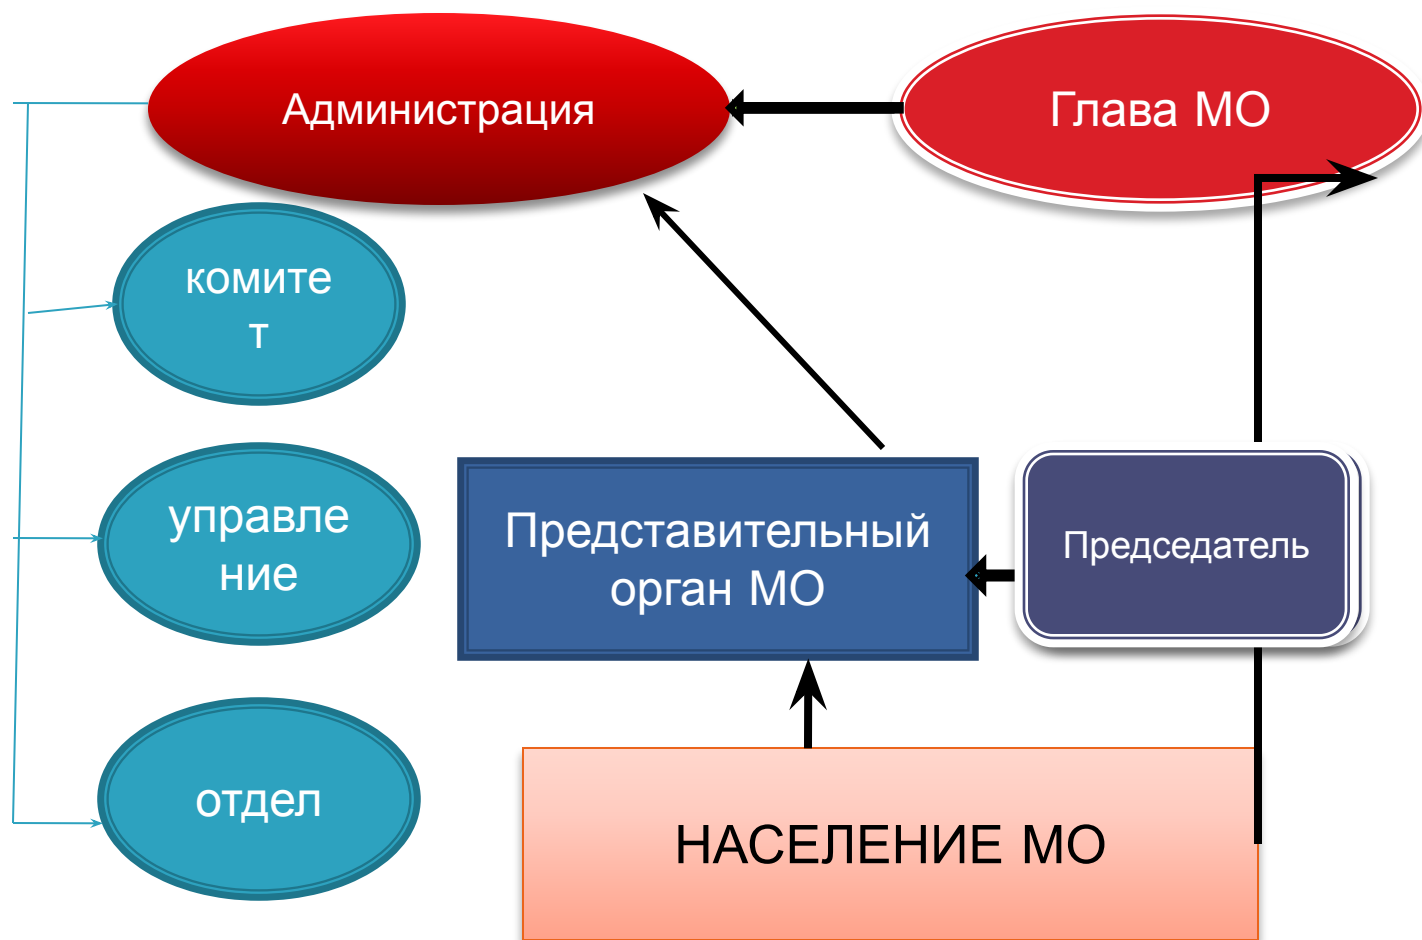 Администрация
Глава МО
комите
т
управле
ние
Представительный
орган МО
Председатель
отдел
НАСЕЛЕНИЕ МО